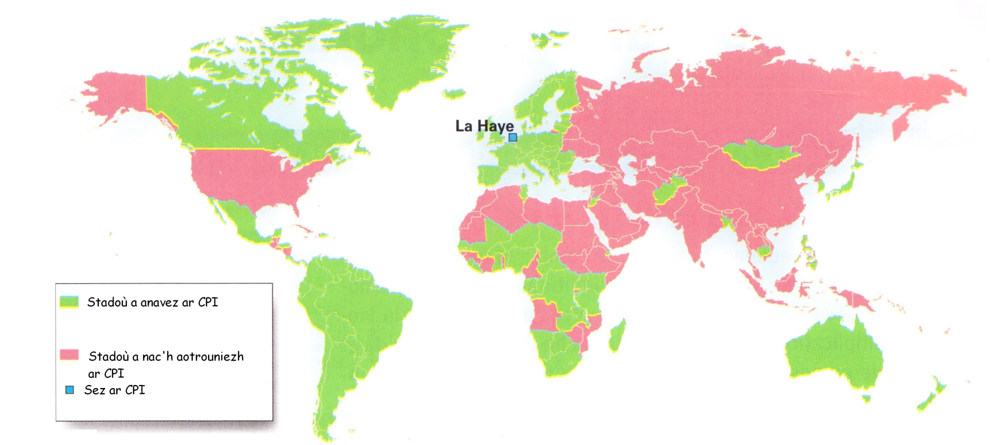 La Haye
Stadoù a anavez ar CPI
Stadoù a nac'h aotrouniezh
ar CPI
Sez ar CPI